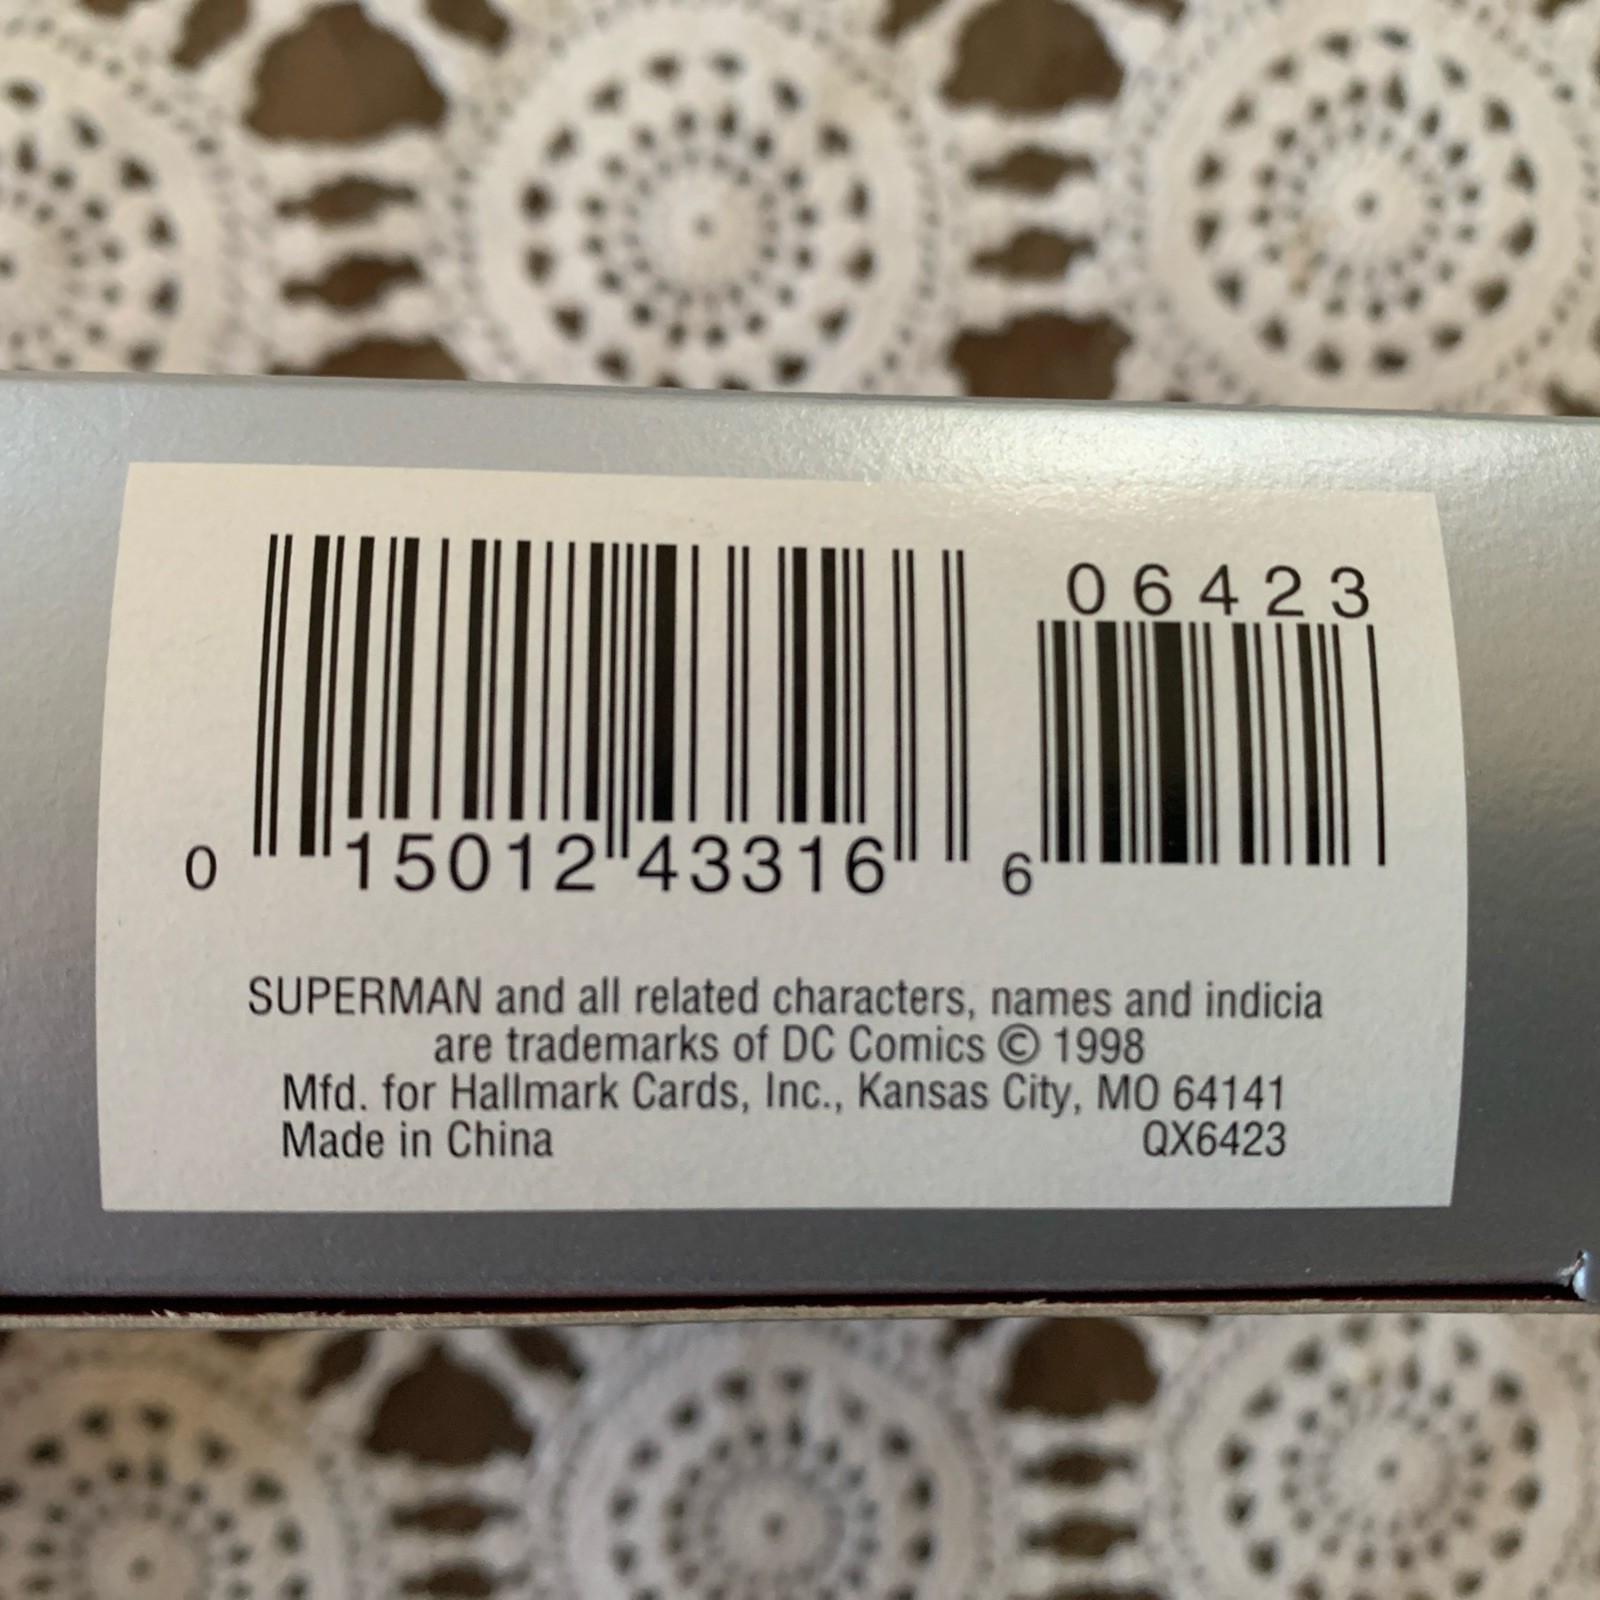 06423
0 15012 43316 6
SUPERMAN and all related characters, names and indicia
are trademarks of DC Comics © 1998
Mfd. for Hallmark Cards, Inc., Kansas City, MO 64141
Made in China QX6423